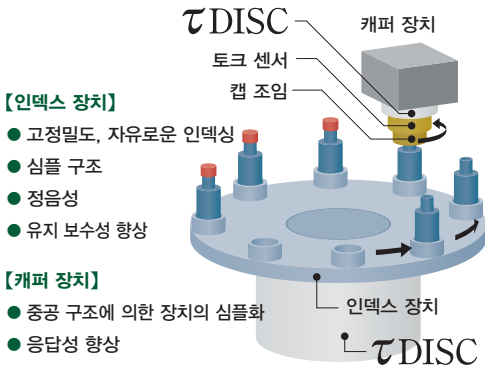 τDISC
캐퍼 장치
토크 센서
캡 조임
【인덱스 장치】
● 고정밀도, 자유로운 인덱싱
● 심플 구조
● 정음성
● 유지 보수성 향상
【캐퍼 장치】
● 중공 구조에 의한 장치의 심플화
● 응답성 향상
인덱스 장치
τDISC